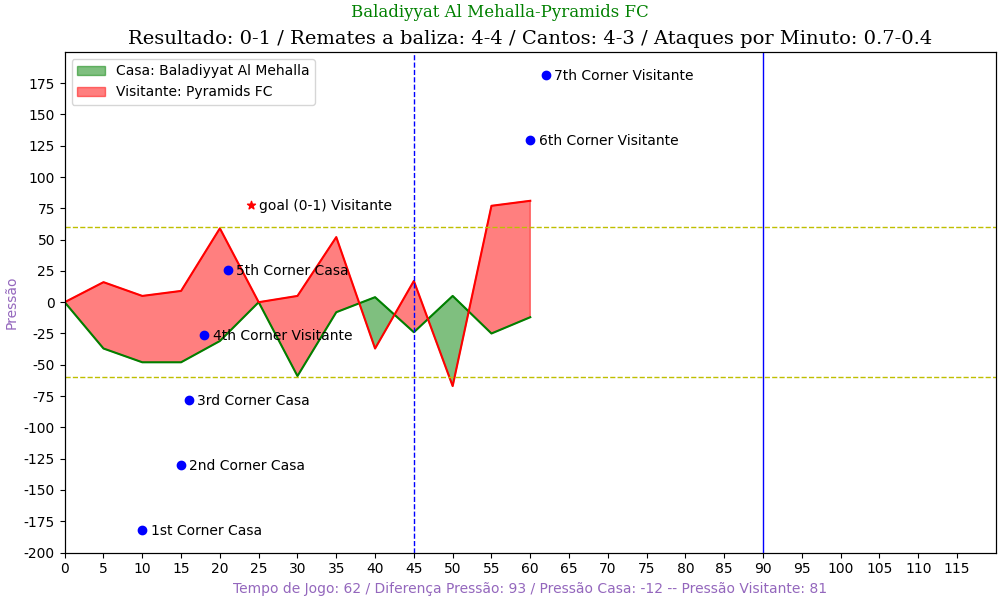 Baladiyyat Al Mehalla-Pyramids FC
Resultado: 0-1 / Remates a baliza: 4-4 / Cantos: 4-3 / Ataques por Minuto: 0.7-0.4
Casa: Baladiyyat Al Mehalla
Visitante: Pyramids FC
7th Corner Visitante
6th Corner Visitante
goal (0-1) Visitante
5th Corner Casa
4th Corner Visitante
3rd Corner Casa
2nd Corner Casa
1st Corner Casa
Pressão
175
150
125
100
75
50
25
0
-25
-50
-75
-100
-125
-150
-175
-200
0 5 10 15 20 25 30 35 40 45 50 55 60 65 70 75 80 85 90 95 100 105 110 115
Tempo de Jogo: 62 / Diferença Pressão: 93 / Pressão Casa: -12 -- Pressão Visitante: 81